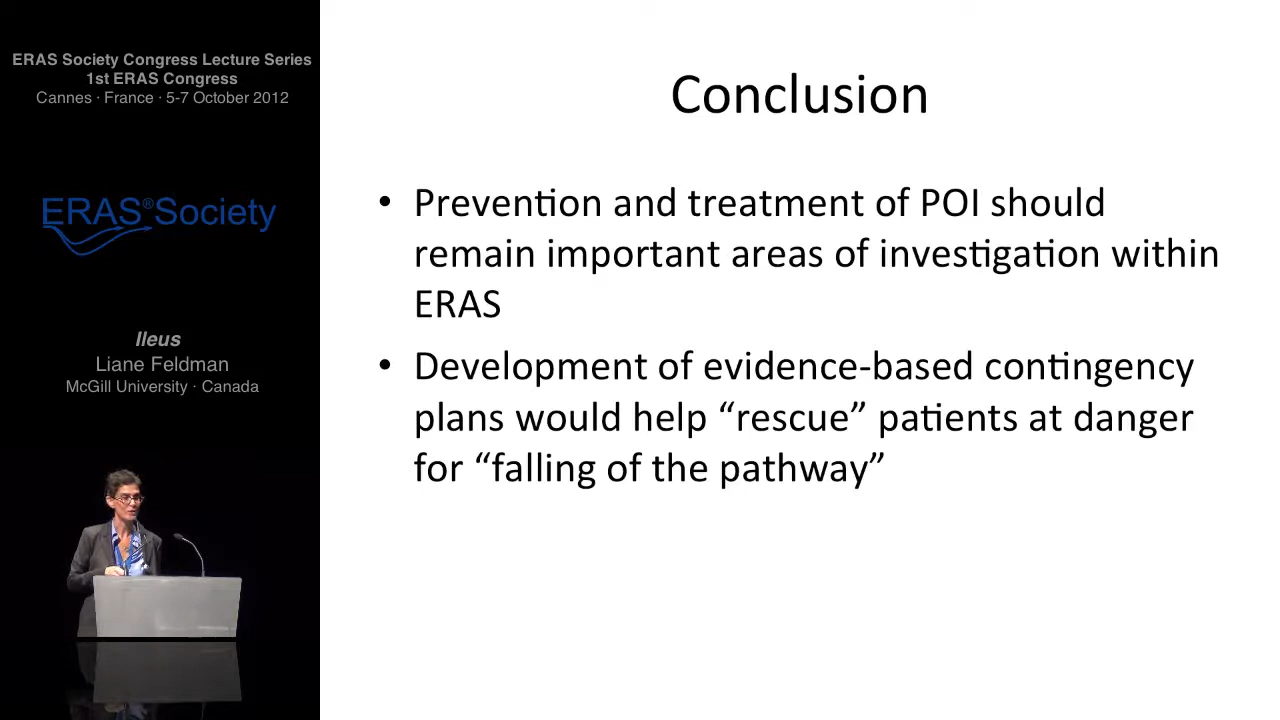 ERAS Society Congress Lecture Series
1st ERAS Congress
Cannes · France · 5-7 October 2012
ERAS®Society
Ileus
Liane Feldman
McGill University · Canada
Conclusion
• Prevention and treatment of POI should
remain important areas of investigation within
ERAS
• Development of evidence-based contingency
plans would help “rescue” patients at danger
for “falling of the pathway”